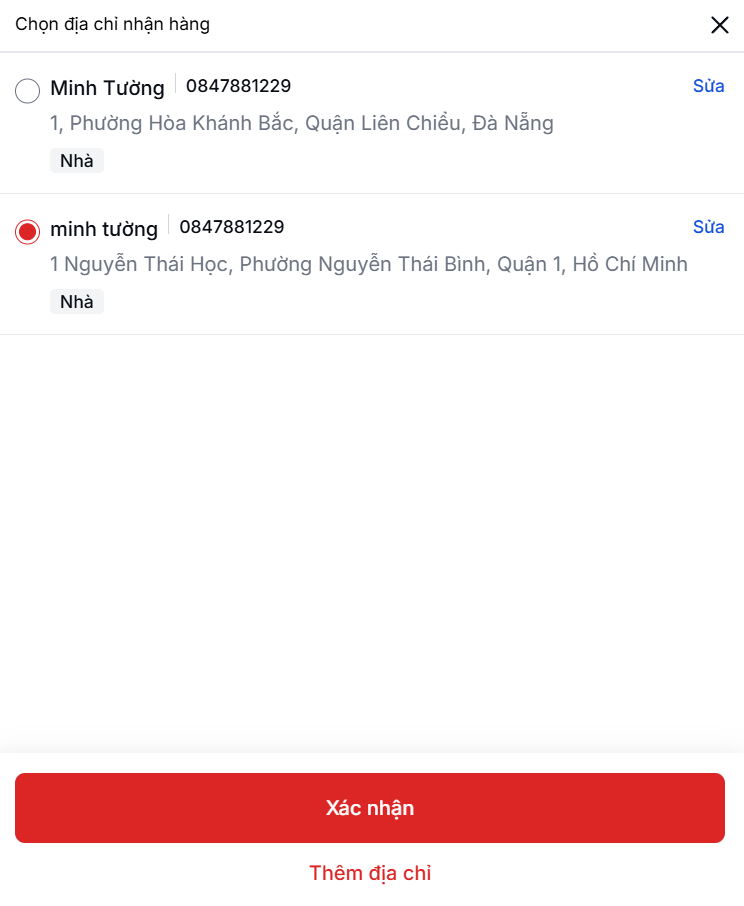 Chọn địa chỉ nhận hàng
Minh Tường 0847881229 Sửa
1, Phường Hòa Khánh Bắc, Quận Liên Chiểu, Đà Nẵng
Nhà
minh tường 0847881229 Sửa
1 Nguyễn Thái Học, Phường Nguyễn Thái Bình, Quận 1, Hồ Chí Minh
Nhà
Xác nhận
Thêm địa chỉ